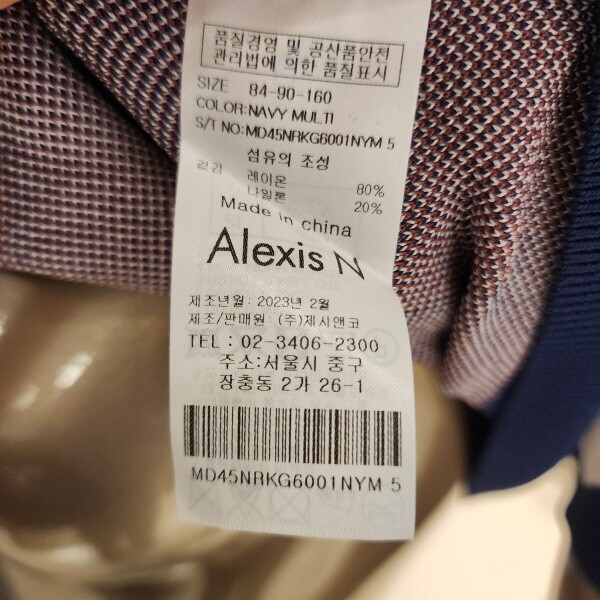 품질경영 및 공산품안전
관리법에 의한 품질표시
SIZE 84-90-160
COLOR:NAVY MULTI
S/T NO:MD45NRKG6001NYM 5
섬유의 조성
겉감 레이온 80%
나일론 20%
Made in china
Alexis N
제조년월: 2023년 2월
제조/판매원 : (주)제시앤코
TEL : 02-3406-2300
주소:서울시 중구
장충동 2가 26-1
MD45NRKG6001NYM 5